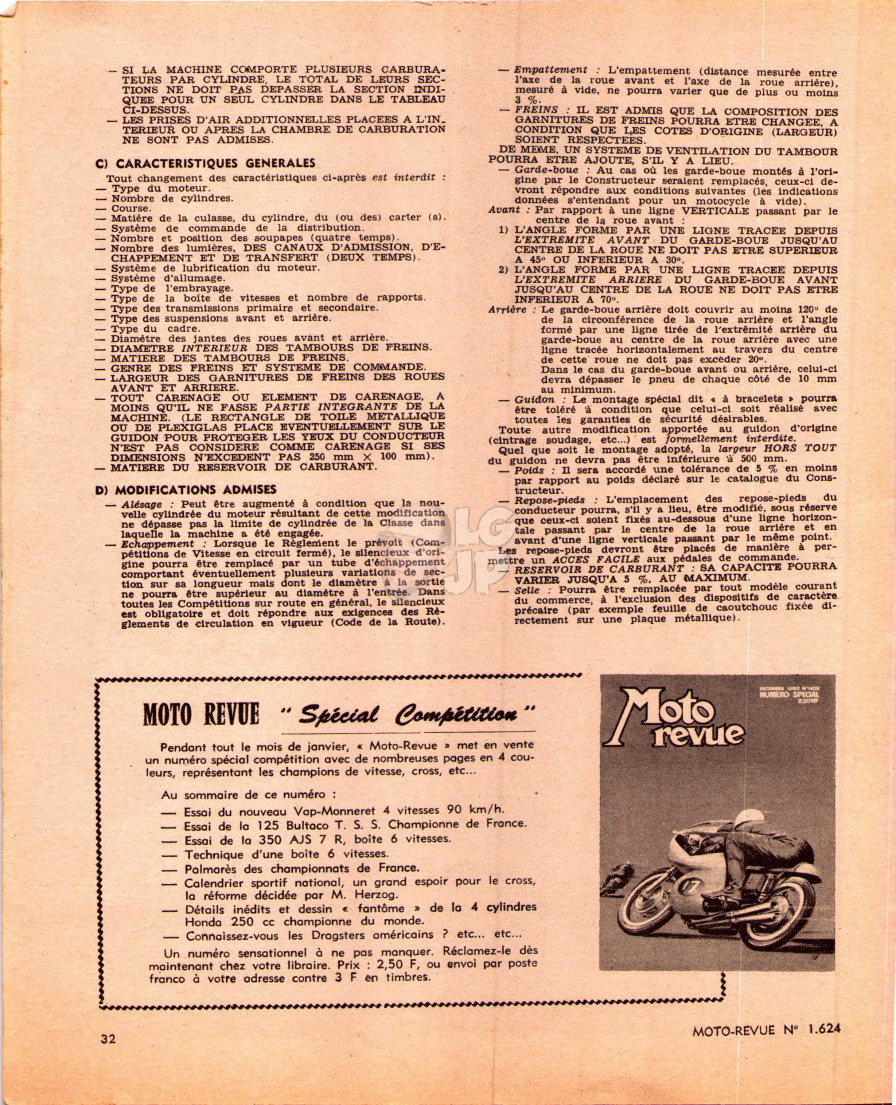 — SI LA MACHINE COMPORTE PLUSIEURS CARBURA-
TEURS PAR CYLINDRE, LE TOTAL DE LEURS SEC-
TIONS NE DOIT PAS DEPASSER LA SECTION INDI-
QUEE POUR UN SEUL CYLINDRE DANS LE TABLEAU
CI-DESSUS.
— LES PRISES D'AIR ADDITIONNELLES PLACEES A L'IN-
TERIEUR OU APRES LA CHAMBRE DE CARBURATION
NE SONT PAS ADMISES.
C) CARACTERISTIQUES GENERALES
Tout changement des caractéristiques ci-après est interdit :
— Type du moteur.
— Nombre de cylindres.
— Course.
— Matière de la culasse, du cylindre, du (ou des) carter (s).
— Système de commande de la distribution.
— Nombre et position des soupapes (quatre temps).
— Nombre des lumières, DES CANAUX D'ADMISSION, D'E-
CHAPPEMENT ET DE TRANSFERT (DEUX TEMPS).
— Système de lubrification du moteur.
— Système d'allumage.
— Type de l'embrayage.
— Type de la boîte de vitesses et nombre de rapports.
— Type des transmissions primaire et secondaire.
— Type des suspensions avant et arrière.
— Type du cadre.
— Diamètre des jantes des roues avant et arrière.
— DIAMETRE INTERIEUR DES TAMBOURS DE FREINS.
— MATIERE DES TAMBOURS DE FREINS.
— GENRE DES FREINS ET SYSTEME DE COMMANDE.
— LARGEUR DES GARNITURES DE FREINS DES ROUES
AVANT ET ARRIERE.
— TOUT CARENAGE OU ELEMENT DE CARENAGE, A
MOINS QU'IL NE FASSE PARTIE INTEGRANTE DE LA
MACHINE. (LE RECTANGLE DE TOILE METALLIQUE
OU DE PLEXIGLAS PLACE EVENTUELLEMENT SUR LE
GUIDON POUR PROTEGER LES YEUX DU CONDUCTEUR
N'EST PAS CONSIDERE COMME CARENAGE SI SES
DIMENSIONS N'EXCEDENT PAS 250 mm X 100 mm).
— MATIERE DU RESERVOIR DE CARBURANT.
D) MODIFICATIONS ADMISES
— Alésage : Peut être augmenté à condition que la nou-
velle cylindrée du moteur résultant de cette modification
ne dépasse pas la limite de cylindrée de la Classe dans
laquelle la machine a été engagée.
— Echappement : Lorsque le Règlement le prévoit (Com-
pétitions de Vitesse en circuit fermé), le silencieux d'ori-
gine pourra être remplacé par un tube d'échappement
comportant éventuellement plusieurs variations de sec-
tion sur sa longueur mais dont le diamètre à la sortie
ne pourra être supérieur au diamètre à l'entrée. Dans
toutes les Compétitions sur route en général, le silencieux
est obligatoire et doit répondre aux exigences des Rè-
glements de circulation en vigueur (Code de la Route).
— Empattement : L'empattement (distance mesurée entre
l'axe de la roue avant et l'axe de la roue arrière),
mesuré à vide, ne pourra varier que de plus ou moins
3 %.
— FREINS : IL EST ADMIS QUE LA COMPOSITION DES
GARNITURES DE FREINS POURRA ETRE CHANGEE, A
CONDITION QUE LES COTES D'ORIGINE (LARGEUR)
SOIENT RESPECTEES.
DE MEME, UN SYSTEME DE VENTILATION DU TAMBOUR
POURRA ETRE AJOUTE, S'IL Y A LIEU.
— Garde-boue : Au cas où les garde-boue montés à l'ori-
gine par le Constructeur seraient remplacés, ceux-ci de-
vront répondre aux conditions suivantes (les indications
données s'entendant pour un motocycle à vide).
Avant : Par rapport à une ligne VERTICALE passant par le
centre de la roue avant :
1) L'ANGLE FORME PAR UNE LIGNE TRACEE DEPUIS
L'EXTREMITE AVANT DU GARDE-BOUE JUSQU'AU
CENTRE DE LA ROUE NE DOIT PAS ETRE SUPERIEUR
A 45° OU INFERIEUR A 30°.
2) L'ANGLE FORME PAR UNE LIGNE TRACEE DEPUIS
L'EXTREMITE ARRIERE DU GARDE-BOUE AVANT
JUSQU'AU CENTRE DE LA ROUE NE DOIT PAS ETRE
INFERIEUR A 70°.
Arrière : Le garde-boue arrière doit couvrir au moins 120° de
de la circonférence de la roue arrière et l'angle
formé par une ligne tirée de l'extrêmité arrière du
garde-boue au centre de la roue arrière avec une
ligne tracée horizontalement au travers du centre
de cette roue ne doit pas excéder 20°.
Dans le cas du garde-boue avant ou arrière, celui-ci
devra dépasser le pneu de chaque côté de 10 mm
au minimum.
— Guidon : Le montage spécial dit « à bracelets » pourra
être toléré à condition que celui-ci soit réalisé avec
toutes les garanties de sécurité désirables.
Toute autre modification apportée au guidon d'origine
(cintrage soudage, etc...) est formellement interdite.
Quel que soit le montage adopté, la largeur HORS TOUT
du guidon ne devra pas être inférieure à 500 mm.
— Poids : Il sera accordé une tolérance de 5 % en moins
par rapport au poids déclaré sur le catalogue du Cons-
tructeur.
— Repose-pieds : L'emplacement des repose-pieds du
conducteur pourra, s'il y a lieu, être modifié, sous réserve
que ceux-ci soient fixés au-dessous d'une ligne horizon-
tale passant par le centre de la roue arrière et en
avant d'une ligne verticale passant par le même point.
Les repose-pieds devront être placés de manière à per-
mettre un ACCES FACILE aux pédales de commande.
— RESERVOIR DE CARBURANT : SA CAPACITE POURRA
VARIER JUSQU'A 5 %, AU MAXIMUM.
— Selle : Pourra être remplacée par tout modèle courant
du commerce, à l'exclusion des dispositifs de caractère
précaire (par exemple feuille de caoutchouc fixée di-
rectement sur une plaque métallique).
MOTO REVUE " Spécial Compétition "
Pendant tout le mois de janvier, « Moto-Revue » met en vente
un numéro spécial compétition avec de nombreuses pages en 4 cou-
leurs, représentant les champions de vitesse, cross, etc...
Au sommaire de ce numéro :
— Essai du nouveau Vap-Monneret 4 vitesses 90 km/h.
— Essai de la 125 Bultaco T. S. S. Championne de France.
— Essai de la 350 AJS 7 R, boîte 6 vitesses.
— Technique d'une boîte 6 vitesses.
— Palmarès des championnats de France.
— Calendrier sportif national, un grand espoir pour le cross,
la réforme décidée par M. Herzog.
— Détails inédits et dessin « fantôme » de la 4 cylindres
Honda 250 cc championne du monde.
— Connaissez-vous les Dragsters américains ? etc... etc...
Un numéro sensationnel à ne pas manquer. Réclamez-le dès
maintenant chez votre libraire. Prix : 2,50 F, ou envoi par poste
franco à votre adresse contre 3 F en timbres.
Moto
revue
NUMERO SPECIAL
2.50NF
32
MOTO-REVUE N° 1.624